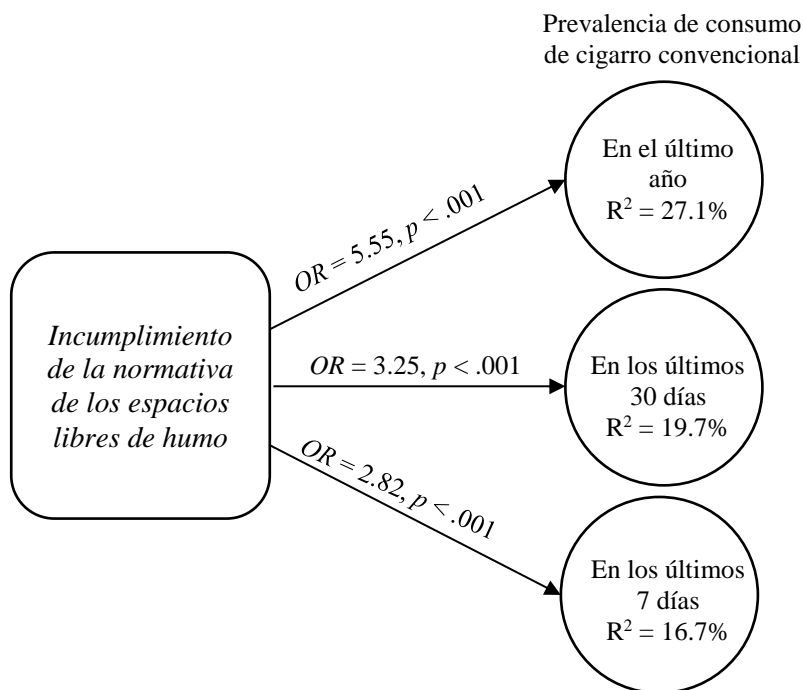 Prevalencia de consumo
de cigarro convencional
En el último
año
R² = 27.1%
OR = 5.55, p < .001
Incumplimiento
de la normativa
de los espacios
libres de humo
OR = 3.25, p < .001
En los últimos
30 días
R² = 19.7%
OR = 2.82, p < .001
En los últimos
7 días
R² = 16.7%